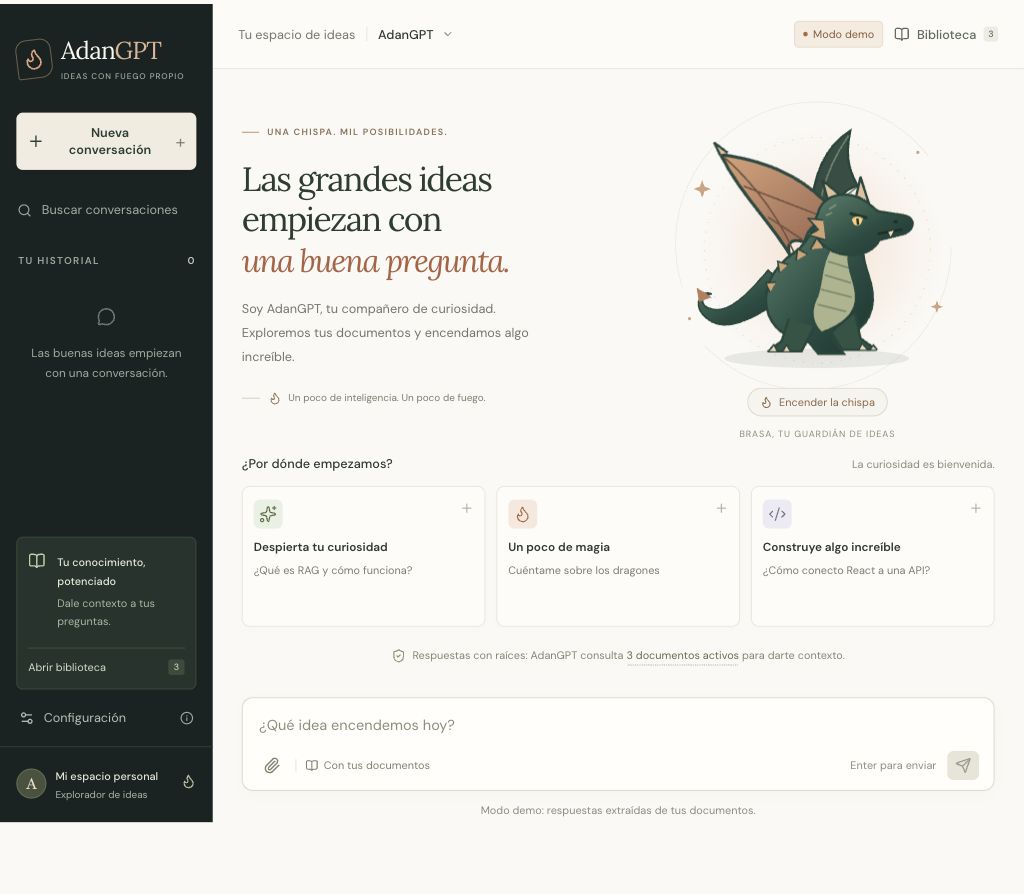 AdanGPT
IDEAS CON FUEGO PROPIO
Nueva
conversación
Buscar conversaciones
TU HISTORIAL 0
Las buenas ideas empiezan
con una conversación.
Tu conocimiento,
potenciado
Dale contexto a tus
preguntas.
Abrir biblioteca 3
Configuración
A
Mi espacio personal
Explorador de ideas
Tu espacio de ideas AdanGPT
Modo demo Biblioteca 3
UNA CHISPA. MIL POSIBILIDADES.
Las grandes ideas
empiezan con
una buena pregunta.
Soy AdanGPT, tu compañero de curiosidad.
Exploremos tus documentos y encendamos algo
increíble.
Un poco de inteligencia. Un poco de fuego.
Encender la chispa
BRASA, TU GUARDIÁN DE IDEAS
¿Por dónde empezamos? La curiosidad es bienvenida.
Despierta tu curiosidad
¿Qué es RAG y cómo funciona?
Un poco de magia
Cuéntame sobre los dragones
Construye algo increíble
¿Cómo conecto React a una API?
Respuestas con raíces: AdanGPT consulta 3 documentos activos para darte contexto.
¿Qué idea encendemos hoy?
Con tus documentos Enter para enviar
Modo demo: respuestas extraídas de tus documentos.